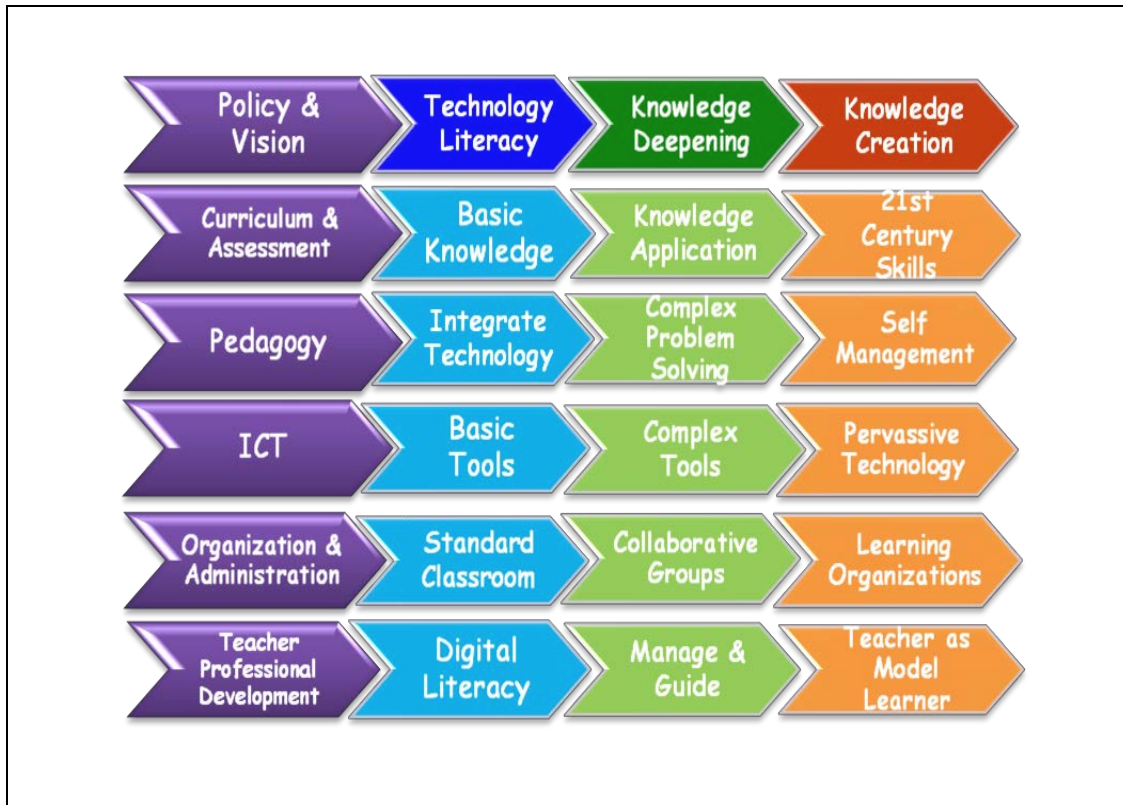 Policy &
Vision
Technology
Literacy
Knowledge
Deepening
Knowledge
Creation
Curriculum &
Assessment
Basic
Knowledge
Knowledge
Application
21st
Century
Skills
Pedagogy
Integrate
Technology
Complex
Problem
Solving
Self
Management
ICT
Basic
Tools
Complex
Tools
Pervassive
Technology
Organization &
Administration
Standard
Classroom
Collaborative
Groups
Learning
Organizations
Teacher
Professional
Development
Digital
Literacy
Manage &
Guide
Teacher as
Model
Learner